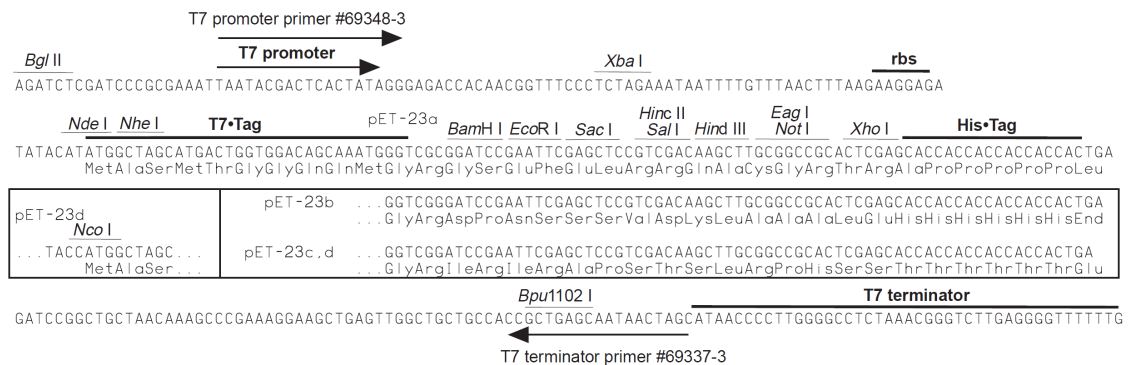 T7 promoter primer #69348-3
Bgl II T7 promoter Xba I rbs
AGATCTCGATCCCGCGAAATTAATACGACTCACTATAGGGAGACCACAACGGTTTCCCTCTAGAAATAATTTTGTTTAACTTTAAGAAGGAGA
Nde I Nhe I T7•Tag pET-23a BamH I EcoR I Sac I Hinc II Sal I Hind III Eag I Not I Xho I His•Tag
TATACATATGGCTAGCATGACTGGTGGACAGCAAATGGGTCGCGGATCCGAATTCGAGCTCCGTCGACAAGCTTGCGGCCGCACTCGAGCACCACCACCACCACCACTGA
MetAlaSerMetThrGlyGlyGlnGlnMetGlyArgGlySerGluPheGluLeuArgArgGlnAlaCysGlyArgThrArgAlaProProProProProLeu
pET-23b ...GGTCGGGATCCGAATTCGAGCTCCGTCGACAAGCTTGCGGCCGCACTCGAGCACCACCACCACCACCACTGA
GlyArgAspProAsnSerSerSerValAspLysLeuAlaAlaAlaLeuGluHisHisHisHisHisHisEnd
pET-23d
Nco I
...TACCATGGCTAGC...
MetAlaSer...
pET-23c,d ...GGTCGGATCCGAATTCGAGCTCCGTCGACAAGCTTGCGGCCGCACTCGAGCACCACCACCACCACCACTGA
GlyArgIleArgIleArgAlaProSerThrSerLeuArgProHisSerSerThrThrThrThrThrThrGlu
Bpu1102 I T7 terminator
GATCCGGCTGCTAACAAAGCCCGAAAGGAAGCTGAGTTGGCTGCTGCCACCGCTGAGCAATAACTAGCATAACCCCTTGGGGCCTCTAAACGGGTCTTGAGGGGTTTTTTG
T7 terminator primer #69337-3